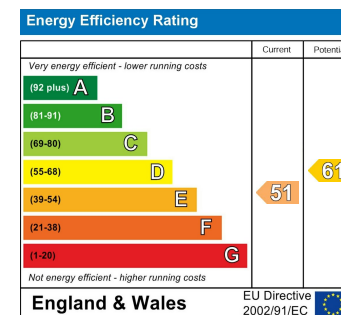 Energy Efficiency Rating
Current Potentia
Very energy efficient - lower running costs
(92 plus) A
(81-91) B
(69-80) C
(55-68) D
61
(39-54) E
51
(21-38) F
(1-20) G
Not energy efficient - higher running costs
England & Wales
EU Directive
2002/91/EC